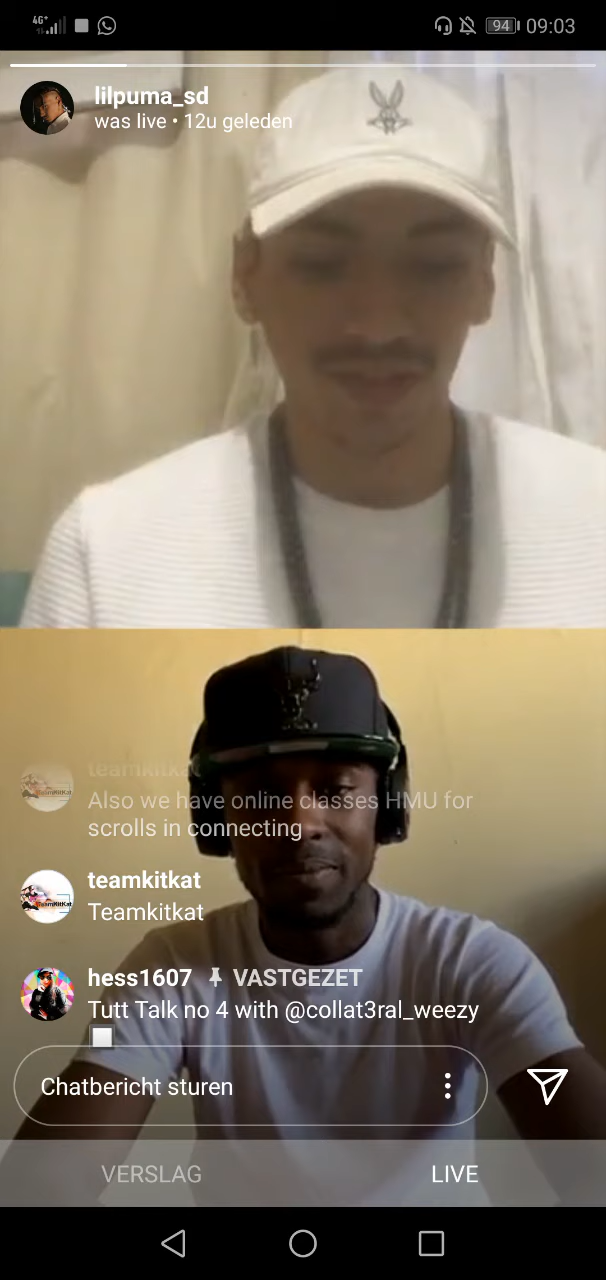 4G+
94
09:03
lilpuma_sd
was live • 12u geleden
teamkitkat
Also we have online classes HMU for
scrolls in connecting
teamkitkat
Teamkitkat
hess1607 VASTGEZET
Tutt Talk no 4 with @collat3ral_weezy
Chatbericht sturen
VERSLAG
LIVE